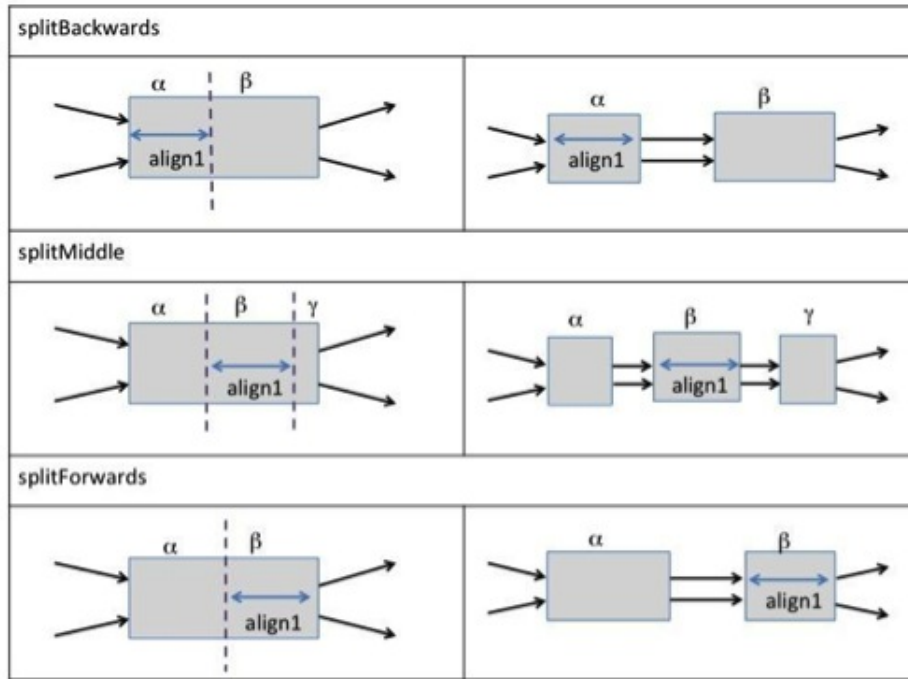 splitBackwards
α β
align1
α β
align1
splitMiddle
α β γ
align1
α β γ
align1
splitForwards
α β
align1
α β
align1